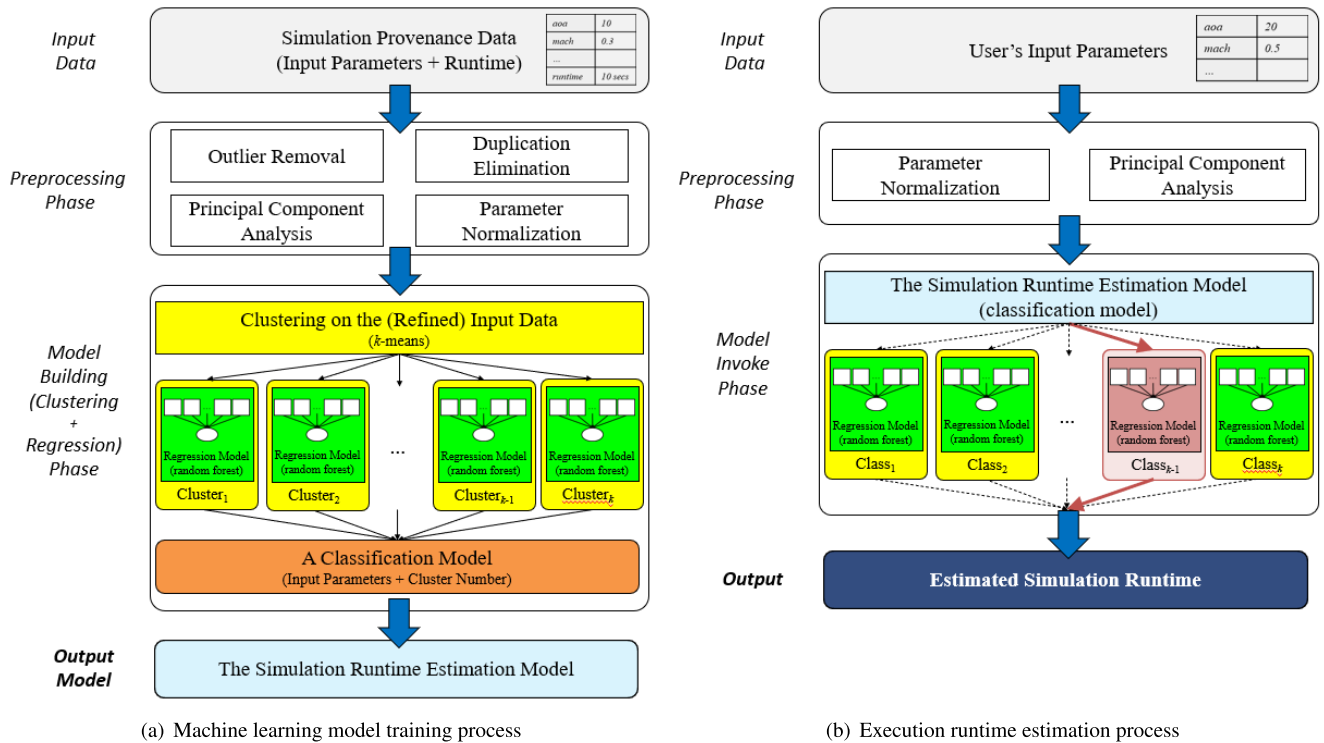 Input
Data
Simulation Provenance Data
(Input Parameters + Runtime)
aoa 10
mach 0.3
...
runtime 10 secs
Preprocessing
Phase
Outlier Removal
Duplication
Elimination
Principal Component
Analysis
Parameter
Normalization
Model
Building
(Clustering
+
Regression)
Phase
Clustering on the (Refined) Input Data
(k-means)
...
Regression Model
(random forest)
Cluster1
...
Regression Model
(random forest)
Cluster2
...
...
Regression Model
(random forest)
Clusterk-1
...
Regression Model
(random forest)
Clusterk
A Classification Model
(Input Parameters + Cluster Number)
Output
Model
The Simulation Runtime Estimation Model
(a) Machine learning model training process
Input
Data
User's Input Parameters
aoa 20
mach 0.5
...
Preprocessing
Phase
Parameter
Normalization
Principal Component
Analysis
Model
Invoke
Phase
The Simulation Runtime Estimation Model
(classification model)
...
Regression Model
(random forest)
Class1
...
Regression Model
(random forest)
Class2
...
...
Regression Model
(random forest)
Classk-1
...
Regression Model
(random forest)
Classk
Output
Estimated Simulation Runtime
(b) Execution runtime estimation process